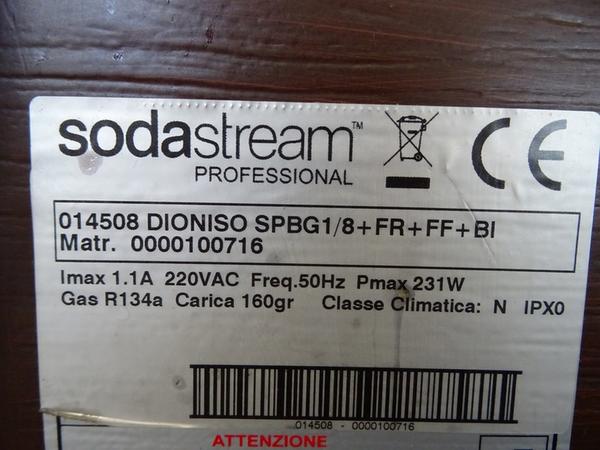 sodastream™
PROFESSIONAL
CE
014508 DIONISO SPBG1/8+FR+FF+BI
Matr. 0000100716
Imax 1.1A 220VAC Freq.50Hz Pmax 231W
Gas R134a Carica 160gr Classe Climatica: N IPX0
014508 - 0000100716
ATTENZIONE